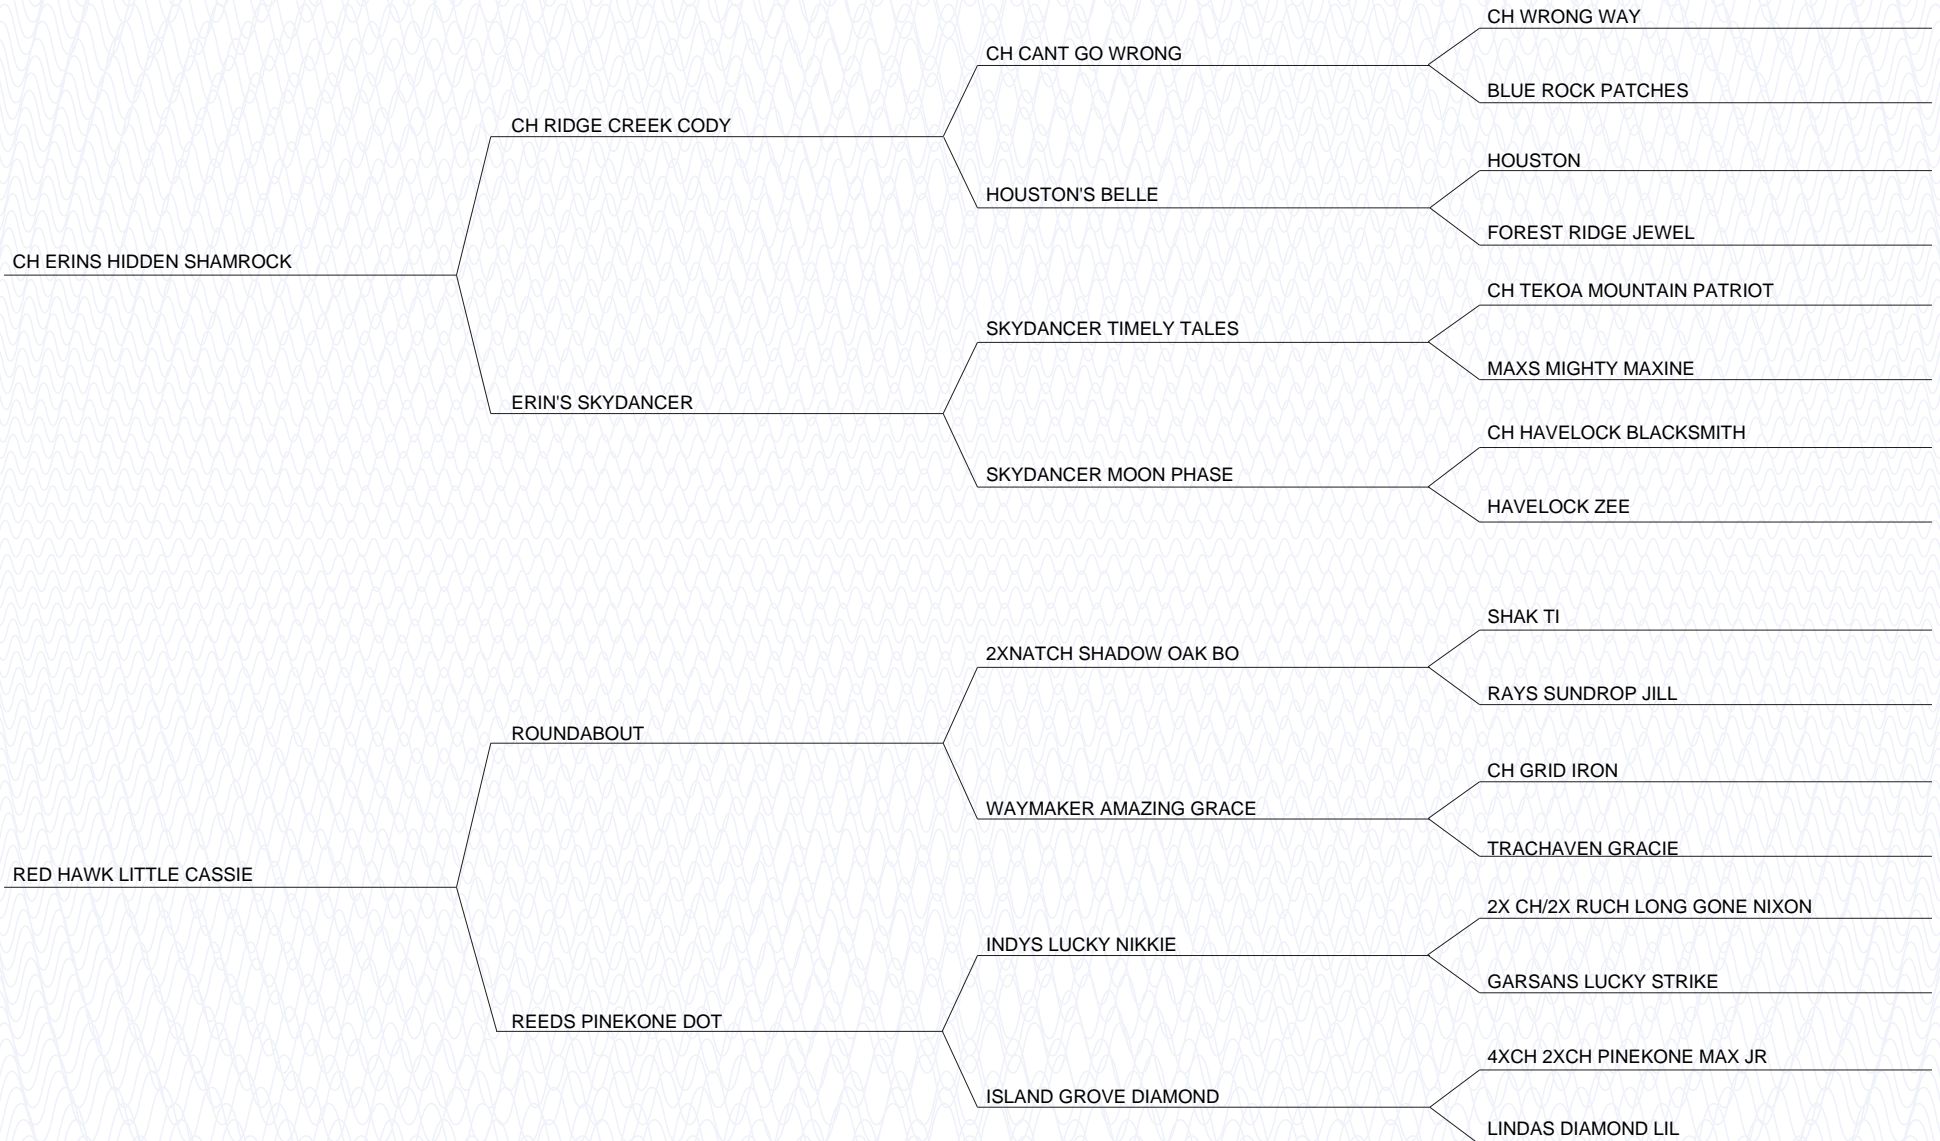 CH WRONG WAY
CH CANT GO WRONG
BLUE ROCK PATCHES
CH RIDGE CREEK CODY
HOUSTON
HOUSTON'S BELLE
FOREST RIDGE JEWEL
CH ERINS HIDDEN SHAMROCK
CH TEKOA MOUNTAIN PATRIOT
SKYDANCER TIMELY TALES
MAXS MIGHTY MAXINE
ERIN'S SKYDANCER
CH HAVELOCK BLACKSMITH
SKYDANCER MOON PHASE
HAVELOCK ZEE
SHAK TI
2XNATCH SHADOW OAK BO
RAYS SUNDROP JILL
ROUNDABOUT
CH GRID IRON
WAYMAKER AMAZING GRACE
TRACHAVEN GRACIE
RED HAWK LITTLE CASSIE
2X CH/2X RUCH LONG GONE NIXON
INDYS LUCKY NIKKIE
GARSANS LUCKY STRIKE
REEDS PINEKONE DOT
4XCH 2XCH PINEKONE MAX JR
ISLAND GROVE DIAMOND
LINDAS DIAMOND LIL